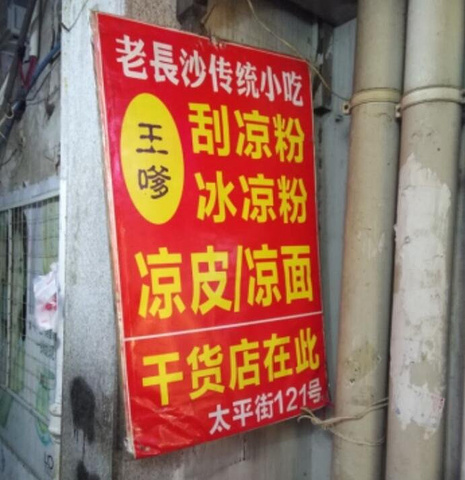 老長沙传统小吃
王嗲
刮凉粉
冰凉粉
凉皮/凉面
干货店在此
太平街121号